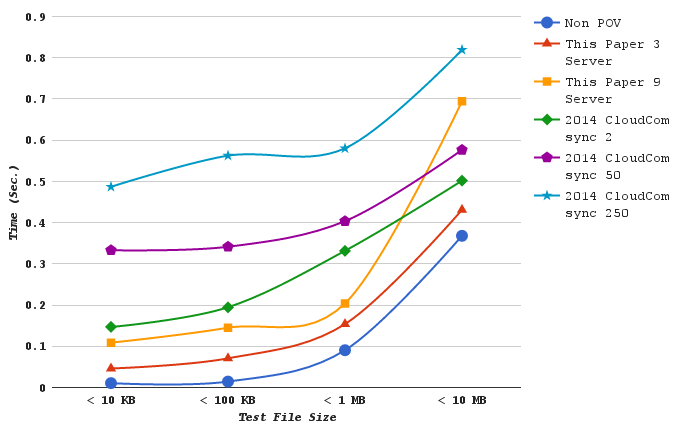 0.9
0.8
0.7
0.6
0.5
0.4
0.3
0.2
0.1
0
Time (Sec.)
< 10 KB
< 100 KB
< 1 MB
< 10 MB
Test File Size
Non POV
This Paper 3
Server
This Paper 9
Server
2014 CloudCom
sync 2
2014 CloudCom
sync 50
2014 CloudCom
sync 250